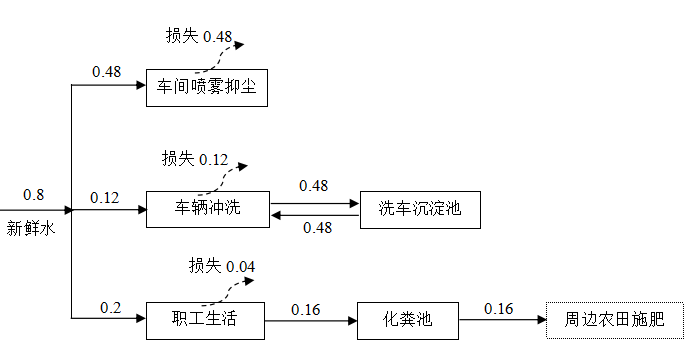 损失 0.48
0.48
车间喷雾抑尘
损失 0.12
0.8
0.12
0.48
新鲜水
车辆冲洗
洗车沉淀池
0.48
损失 0.04
0.2
职工生活
0.16
化粪池
0.16
周边农田施肥